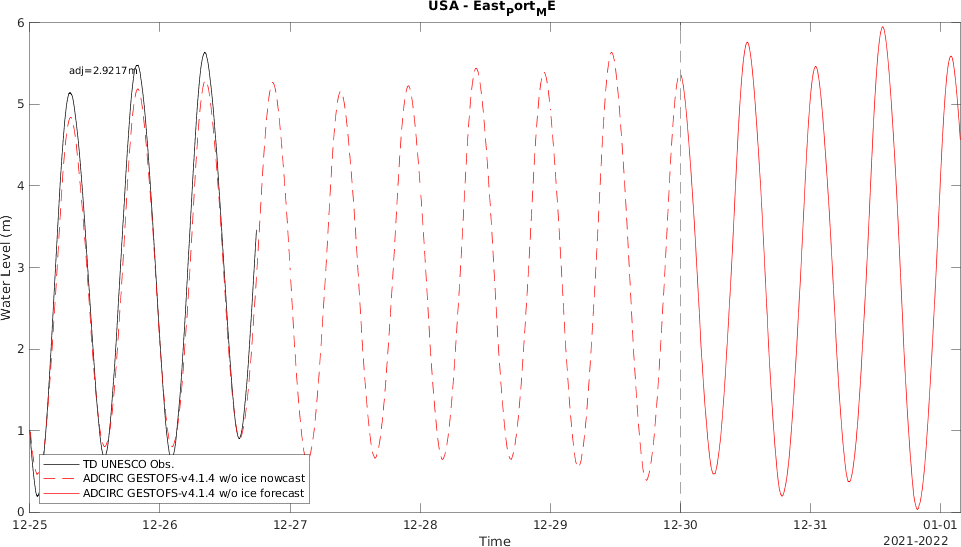 USA - EastPortME
6
5
4
3
2
1
0
Water Level (m)
adj=2.9217m
TD UNESCO Obs.
ADCIRC GESTOFS-v4.1.4 w/o ice nowcast
ADCIRC GESTOFS-v4.1.4 w/o ice forecast
12-25 12-26 12-27 12-28 12-29 12-30 12-31 01-01
Time
2021-2022